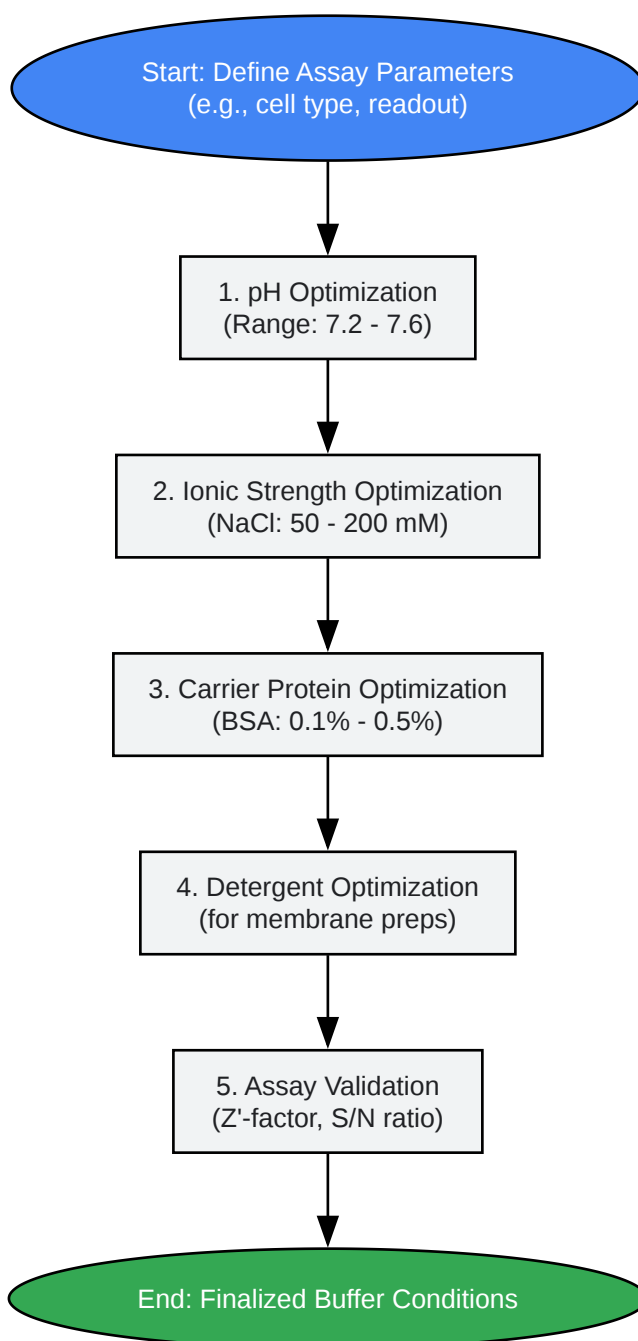 Start: Define Assay Parameters
(e.g., cell type, readout)
1. pH Optimization
(Range: 7.2 - 7.6)
2. Ionic Strength Optimization
(NaCl: 50 - 200 mM)
3. Carrier Protein Optimization
(BSA: 0.1% - 0.5%)
4. Detergent Optimization
(for membrane preps)
5. Assay Validation
(Z'-factor, S/N ratio)
End: Finalized Buffer Conditions